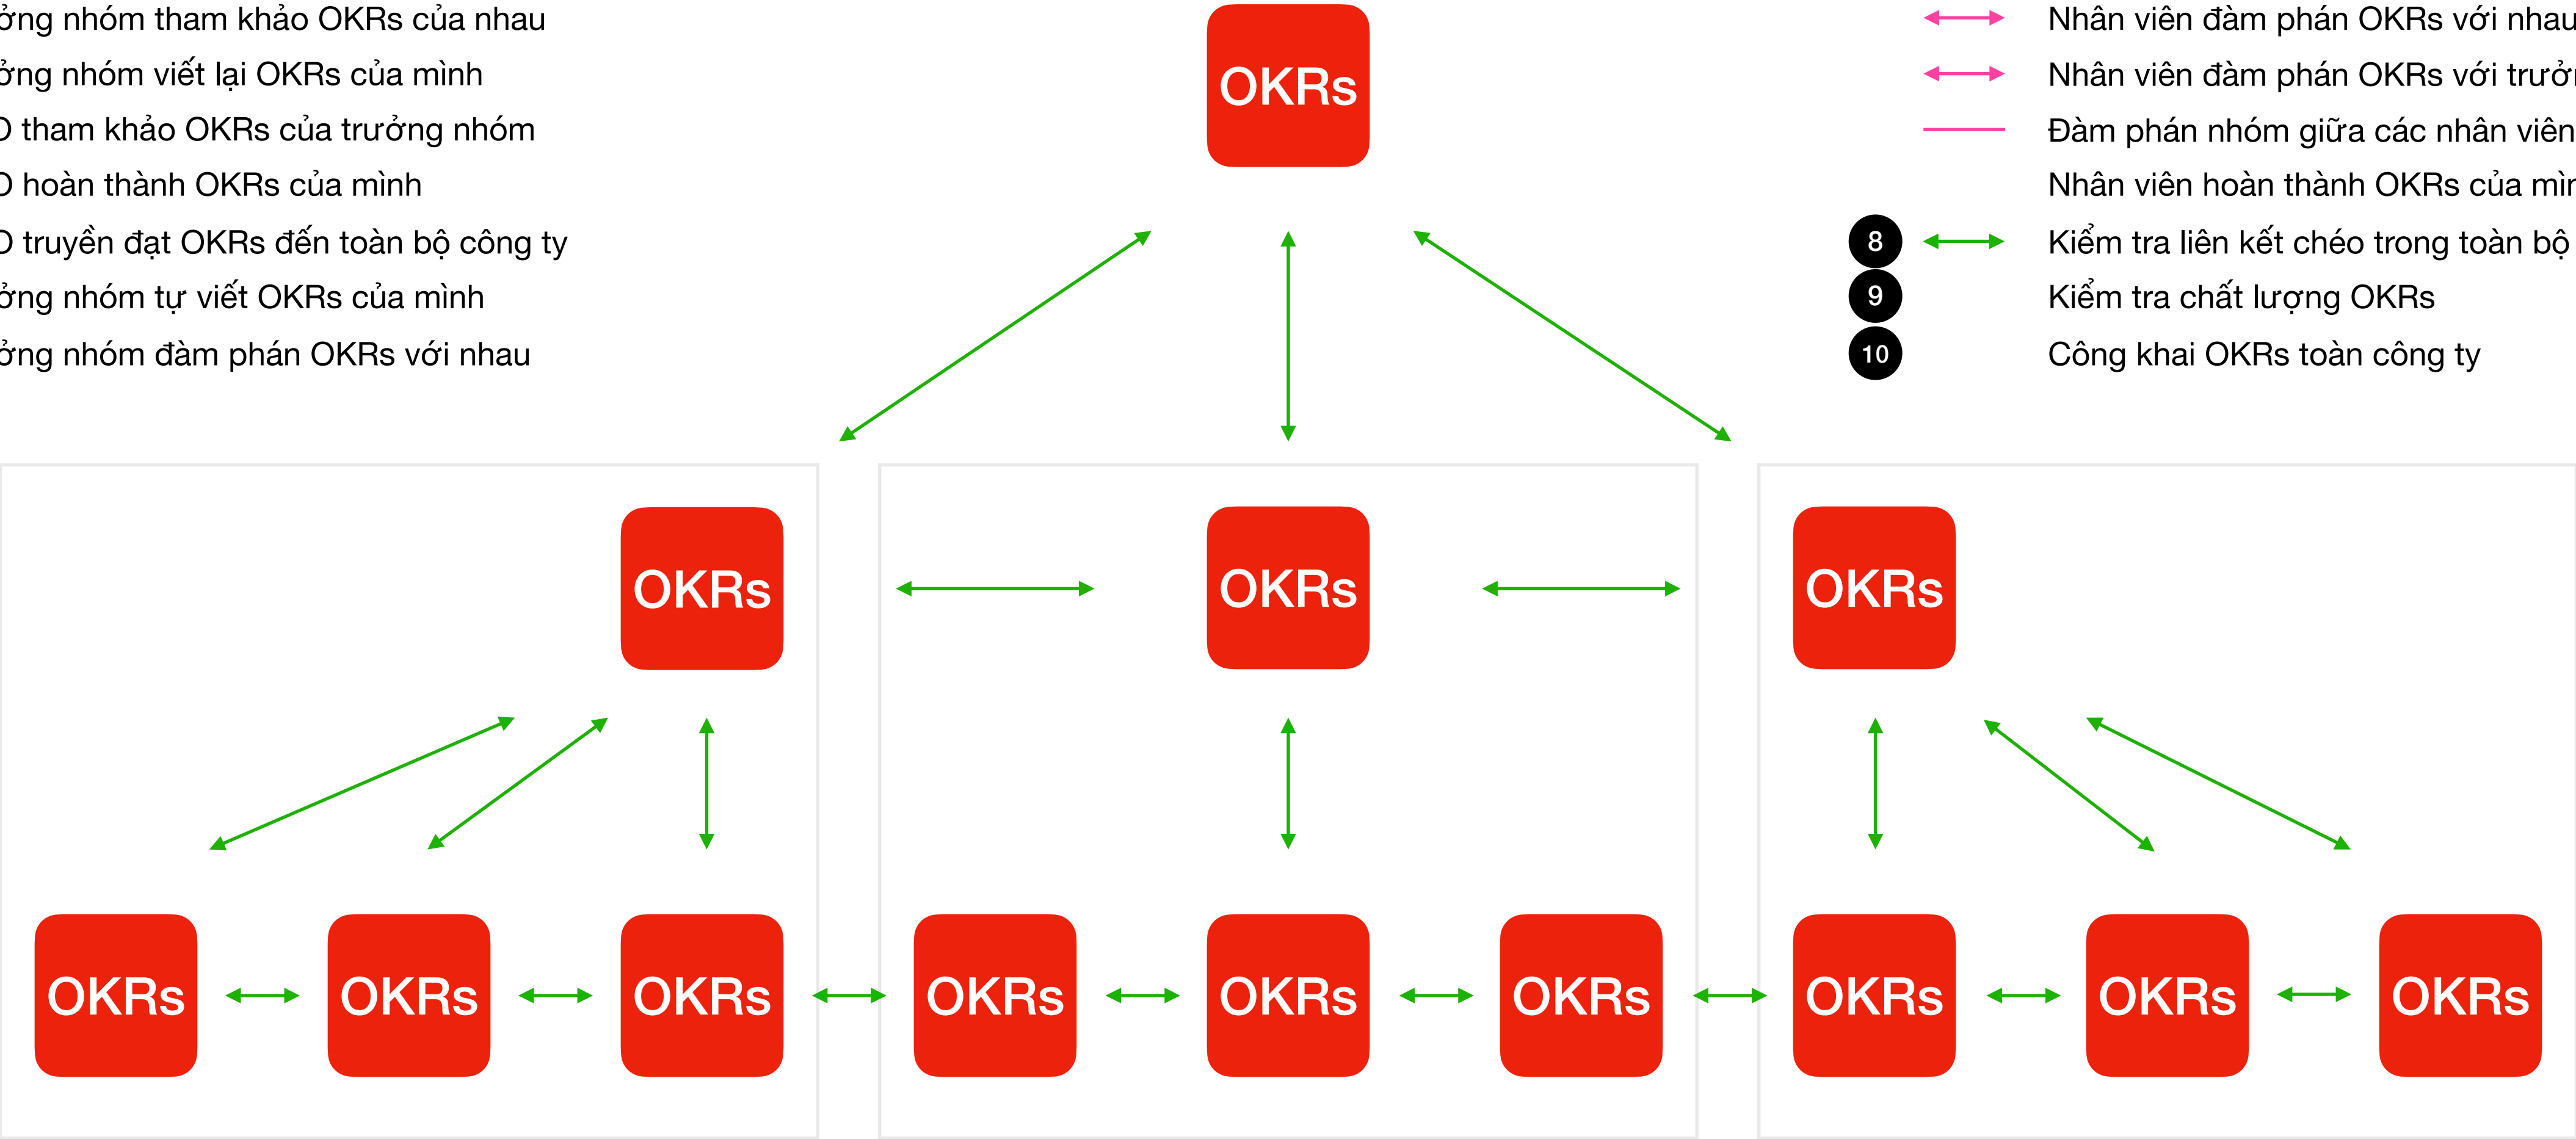 ởng nhóm tham khảo OKRs của nhau
ởng nhóm viết lại OKRs của mình
O tham khảo OKRs của trưởng nhóm
O hoàn thành OKRs của mình
O truyền đạt OKRs đến toàn bộ công ty
ởng nhóm tự viết OKRs của mình
ởng nhóm đàm phán OKRs với nhau
OKRs
Nhân viên đàm phán OKRs với nhau
Nhân viên đàm phán OKRs với trưởn
Đàm phán nhóm giữa các nhân viên
Nhân viên hoàn thành OKRs của mìn
8 Kiểm tra liên kết chéo trong toàn bộ
9 Kiểm tra chất lượng OKRs
10 Công khai OKRs toàn công ty
OKRs OKRs OKRs
OKRs OKRs OKRs OKRs OKRs OKRs OKRs OKRs OKRs